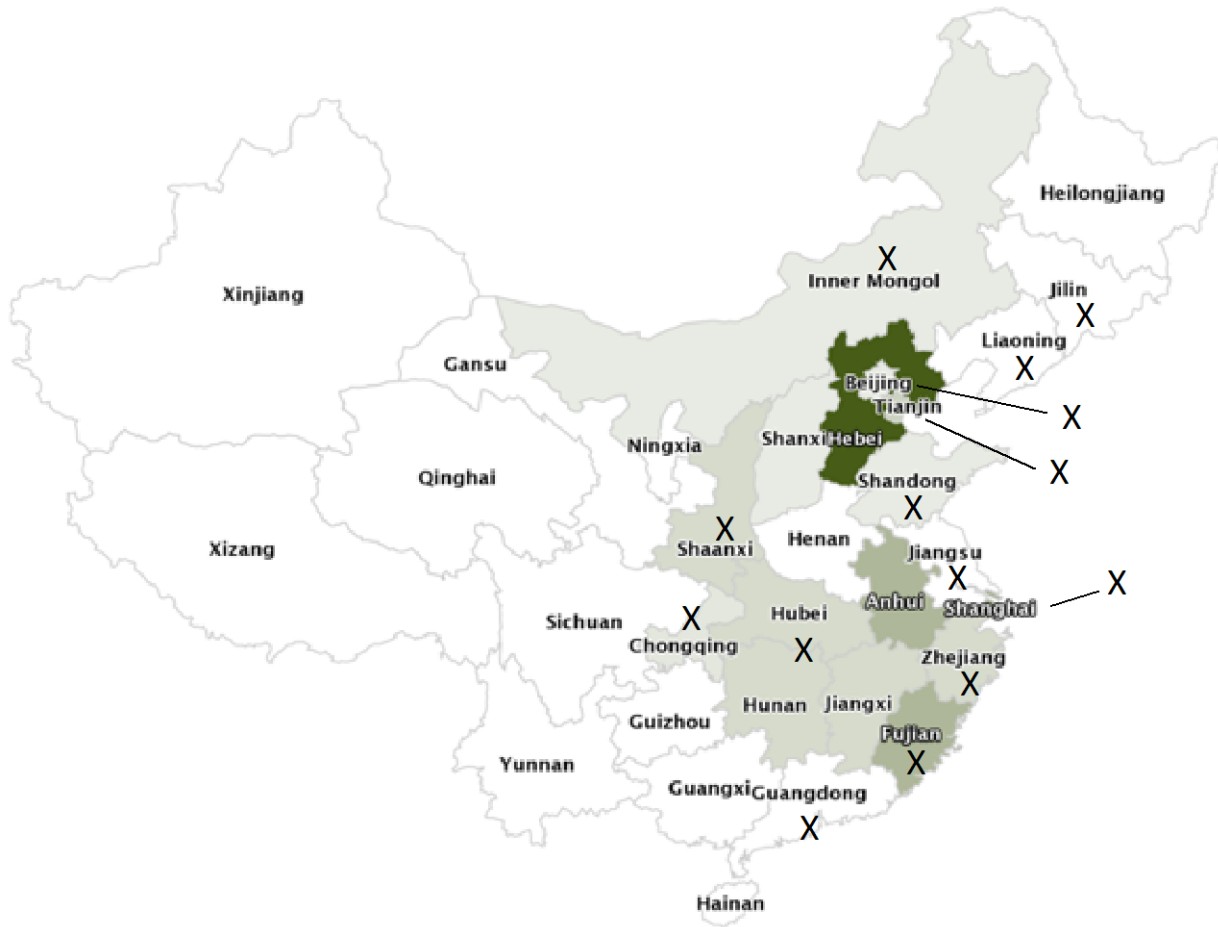 Heilongjiang
X
Inner Mongol
Jilin
X
Xinjiang
Liaoning
X
Gansu
Beijing
X
Tianjin
X
Ningxia
Shanxi
Hebei
Qinghai
Shandong
X
X
Shaanxi
Henan
Xizang
Jiangsu
X
X
Anhui
Shanghai
X
Sichuan
Hubei
X
Chongqing
Zhejiang
X
Hunan
Jiangxi
Guizhou
Fujian
X
Yunnan
Guangxi
Guangdong
X
Hainan